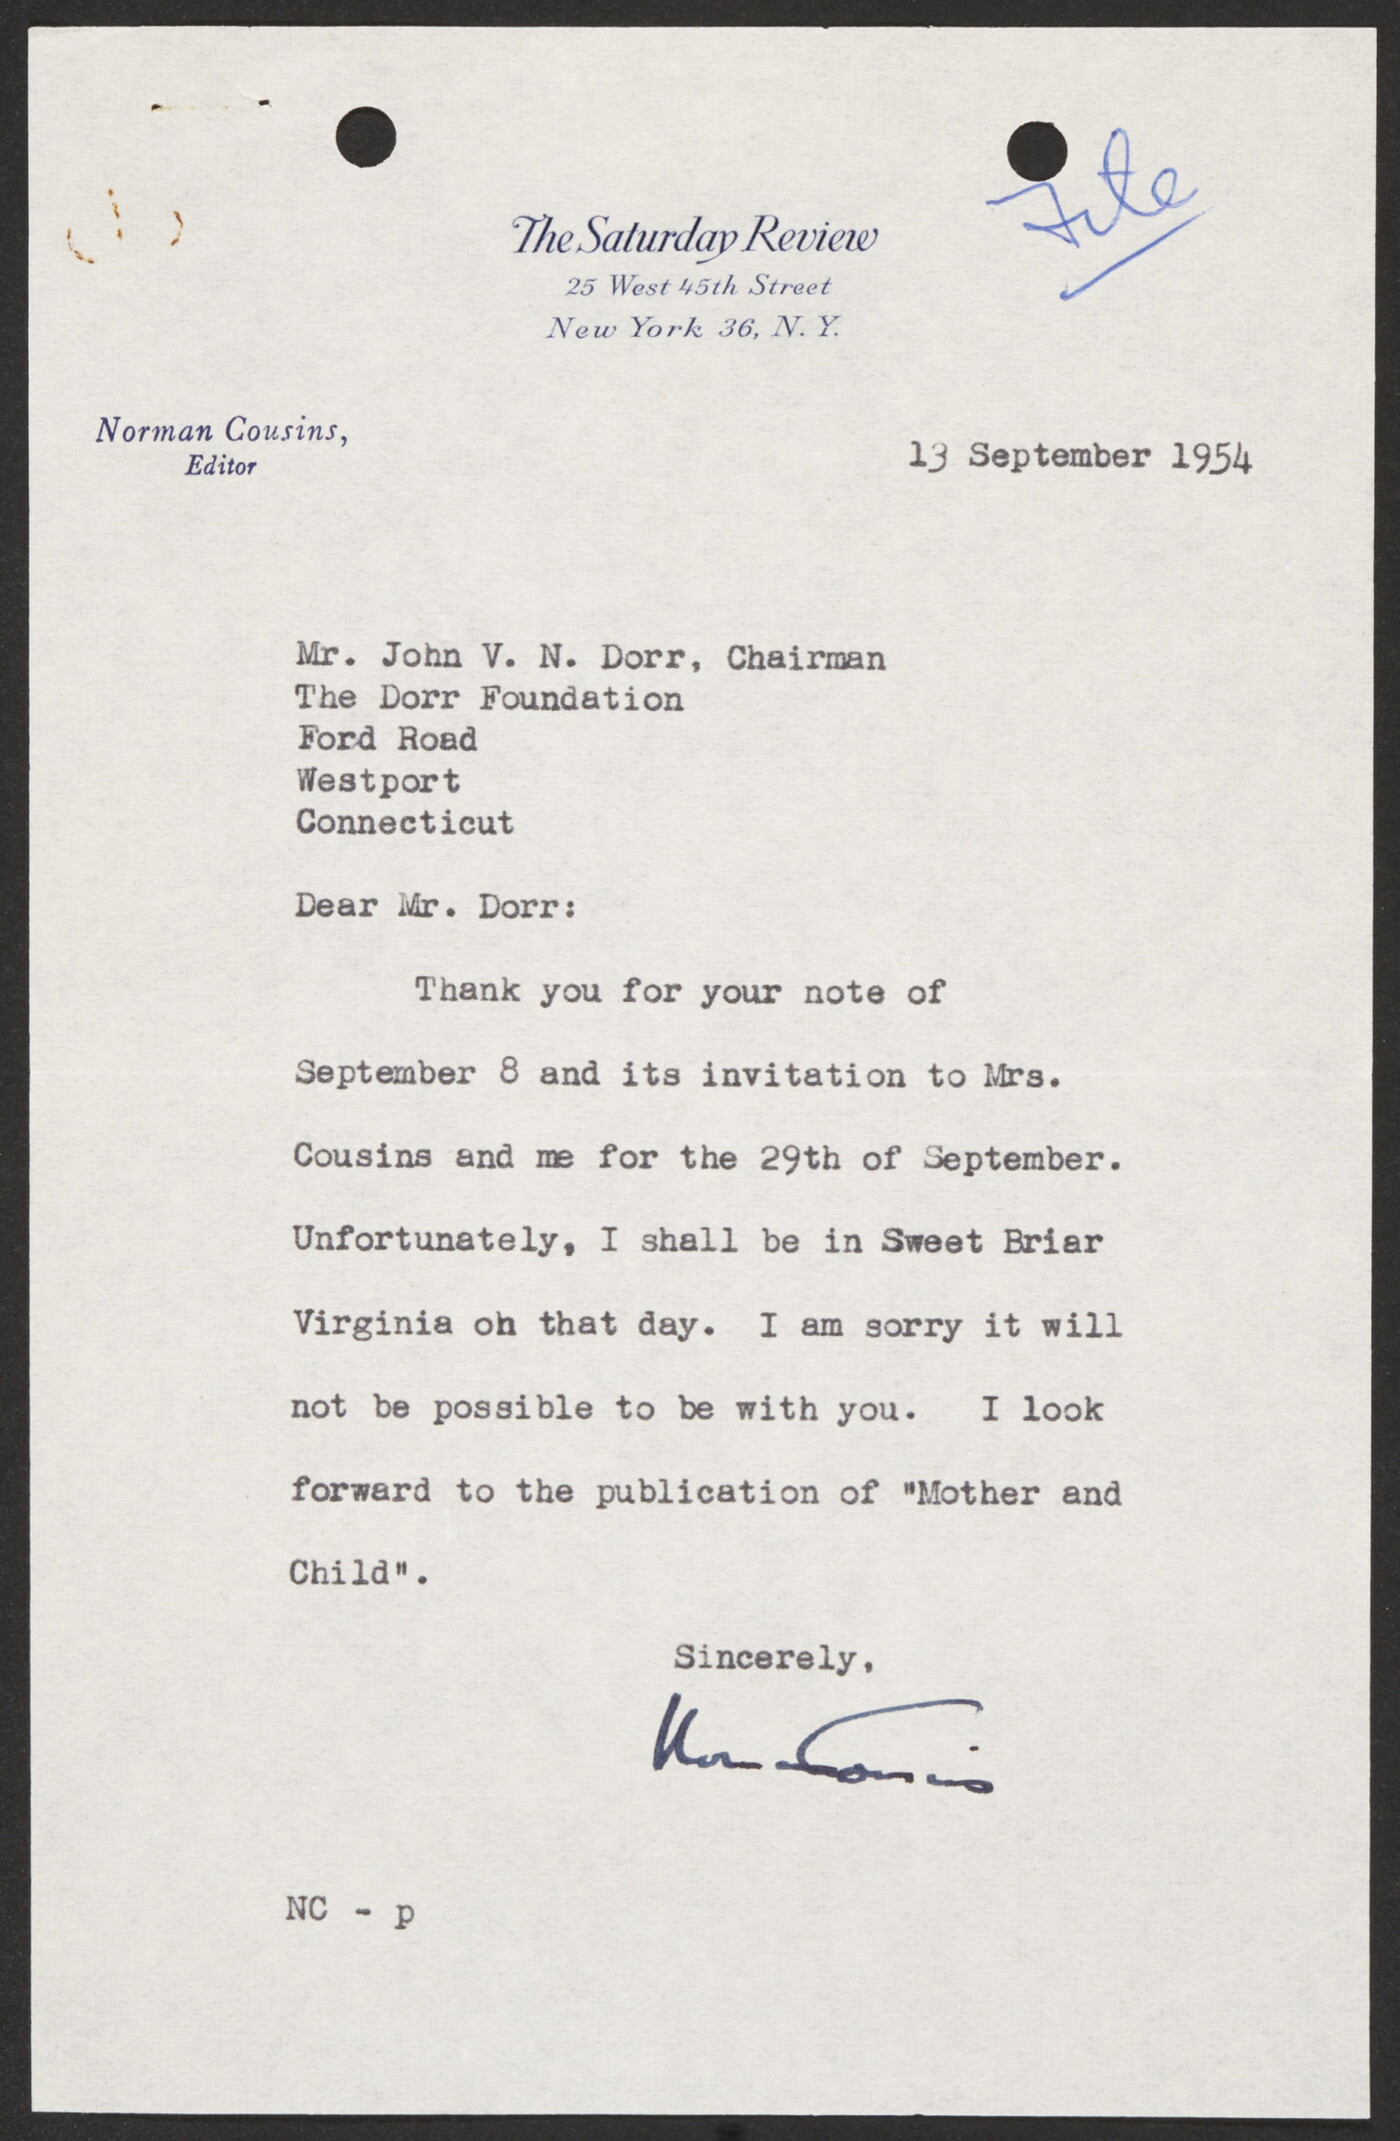 File
The Saturday Review
25 West 45th Street
New York 36, N. Y.
Norman Cousins,
Editor
13 September 1954
Mr. John V. N. Dorr, Chairman
The Dorr Foundation
Ford Road
Westport
Connecticut
Dear Mr. Dorr:
Thank you for your note of
September 8 and its invitation to Mrs.
Cousins and me for the 29th of September.
Unfortunately, I shall be in Sweet Briar
Virginia on that day. I am sorry it will
not be possible to be with you. I look
forward to the publication of "Mother and
Child".
Sincerely,
Norman Cousins
NC - p